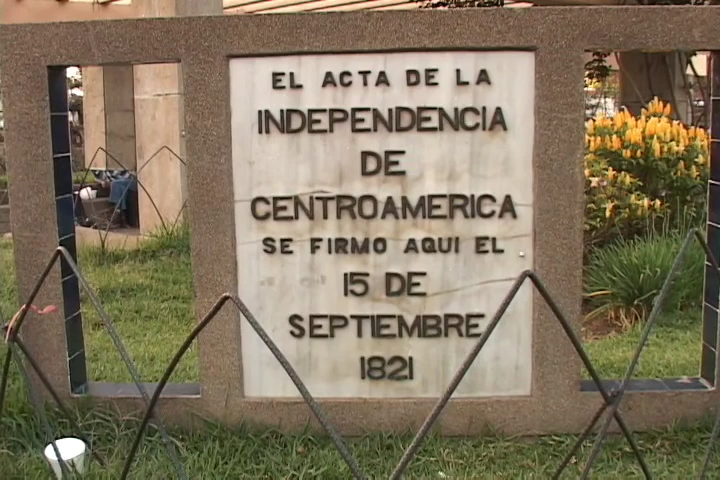 EL ACTA DE LA
INDEPENDENCIA
DE
CENTROAMERICA
SE FIRMO AQUI EL
15 DE
SEPTIEMBRE
1821